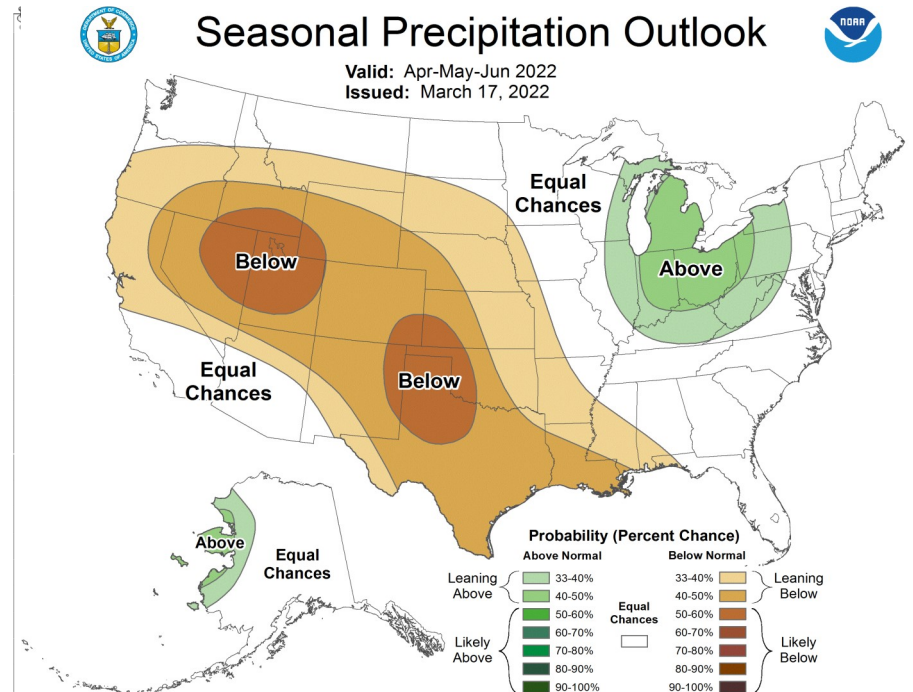 Seasonal Precipitation Outlook
Valid: Apr-May-Jun 2022
Issued: March 17, 2022
NOAA
Equal
Chances
Above
Below
Below
Equal
Chances
Above
Equal
Chances
Probability (Percent Chance)
Above Normal
Below Normal
Leaning
Above
33-40%
40-50%
Likely
Above
50-60%
60-70%
70-80%
80-90%
90-100%
Equal
Chances
33-40%
40-50%
Leaning
Below
50-60%
60-70%
70-80%
80-90%
90-100%
Likely
Below